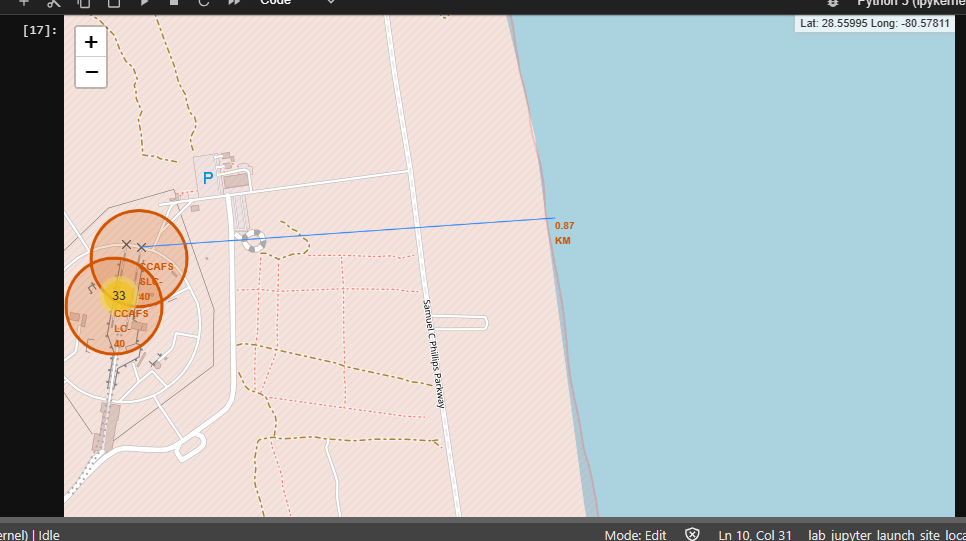 Code
Python 3 (ipykerne
[17]:
+
−
Lat: 28.55995 Long: -80.57811
P
0.87
KM
CCAFS
SLC-
40
33
CCAFS
LC-
40
Samuel C Phillips Parkway
ernel) | Idle
Mode: Edit
Ln 10, Col 31
lab_jupyter_launch_site_loca